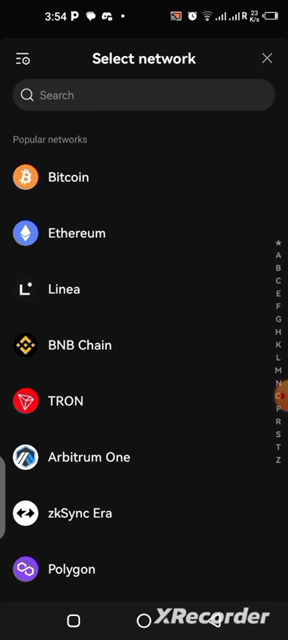 3:54
R 23 K/s
Select network
Search
Popular networks
Bitcoin
Ethereum
Linea
BNB Chain
TRON
Arbitrum One
zkSync Era
Polygon
★
A
B
C
E
F
G
H
K
L
M
N
O
P
R
S
T
Z
XRecorder